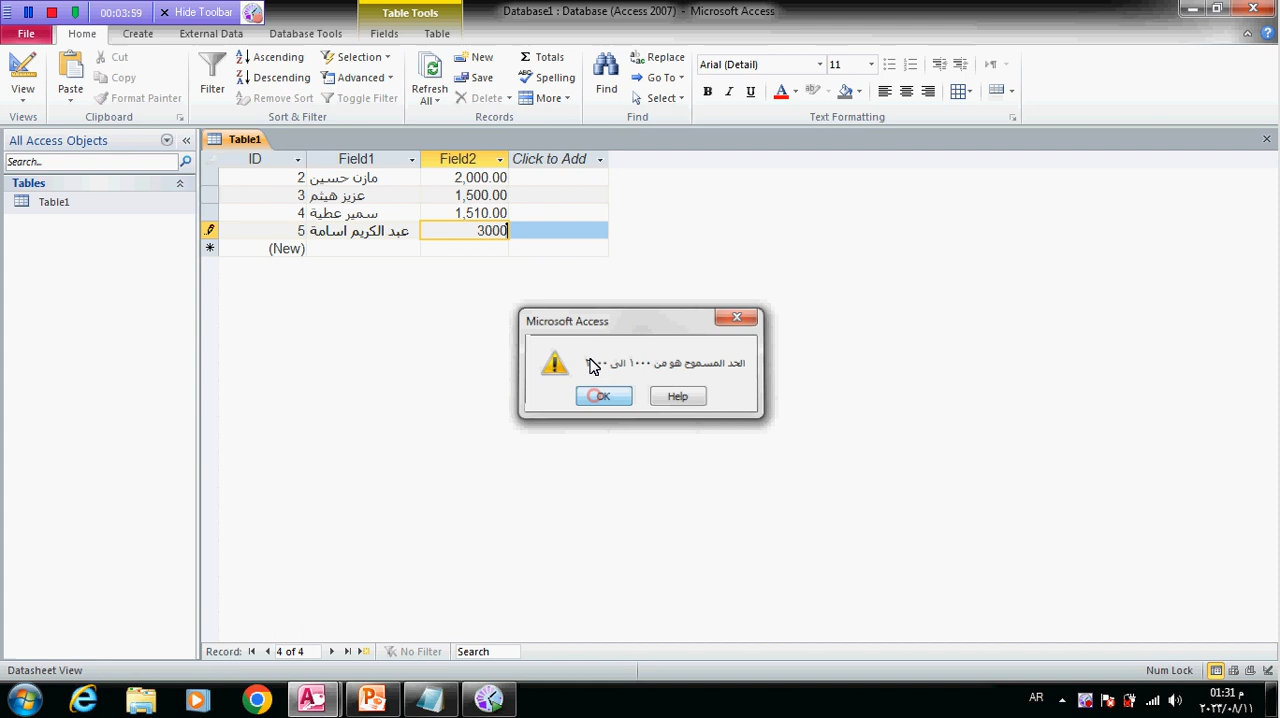 00:03:59
Hide Toolbar
Table Tools
Database1 : Database (Access 2007) - Microsoft Access
File
Home
Create
External Data
Database Tools
Fields
Table
View
Views
Paste
Cut
Copy
Format Painter
Clipboard
Filter
Ascending
Descending
Remove Sort
Selection
Advanced
Toggle Filter
Sort & Filter
Refresh All
New
Save
Delete
Totals
Spelling
More
Records
Find
Replace
Go To
Select
Find
Arial (Detail)
11
B I U
A
Text Formatting
All Access Objects
Search..
Tables
Table1
Table1
ID Field1 Field2 Click to Add
2 مازن حسين 2,000.00
3 عزيز هيثم 1,500.00
4 سمير عطية 1,510.00
5 عبد الكريم اسامة 3000
(New)
Microsoft Access
الحد المسموح هو من ١٠٠٠ الى
OK
Help
Record:
4 of 4
No Filter
Search
Datasheet View
Num Lock
AR
01:31 م
٢٠٢٣/٠٨/١١